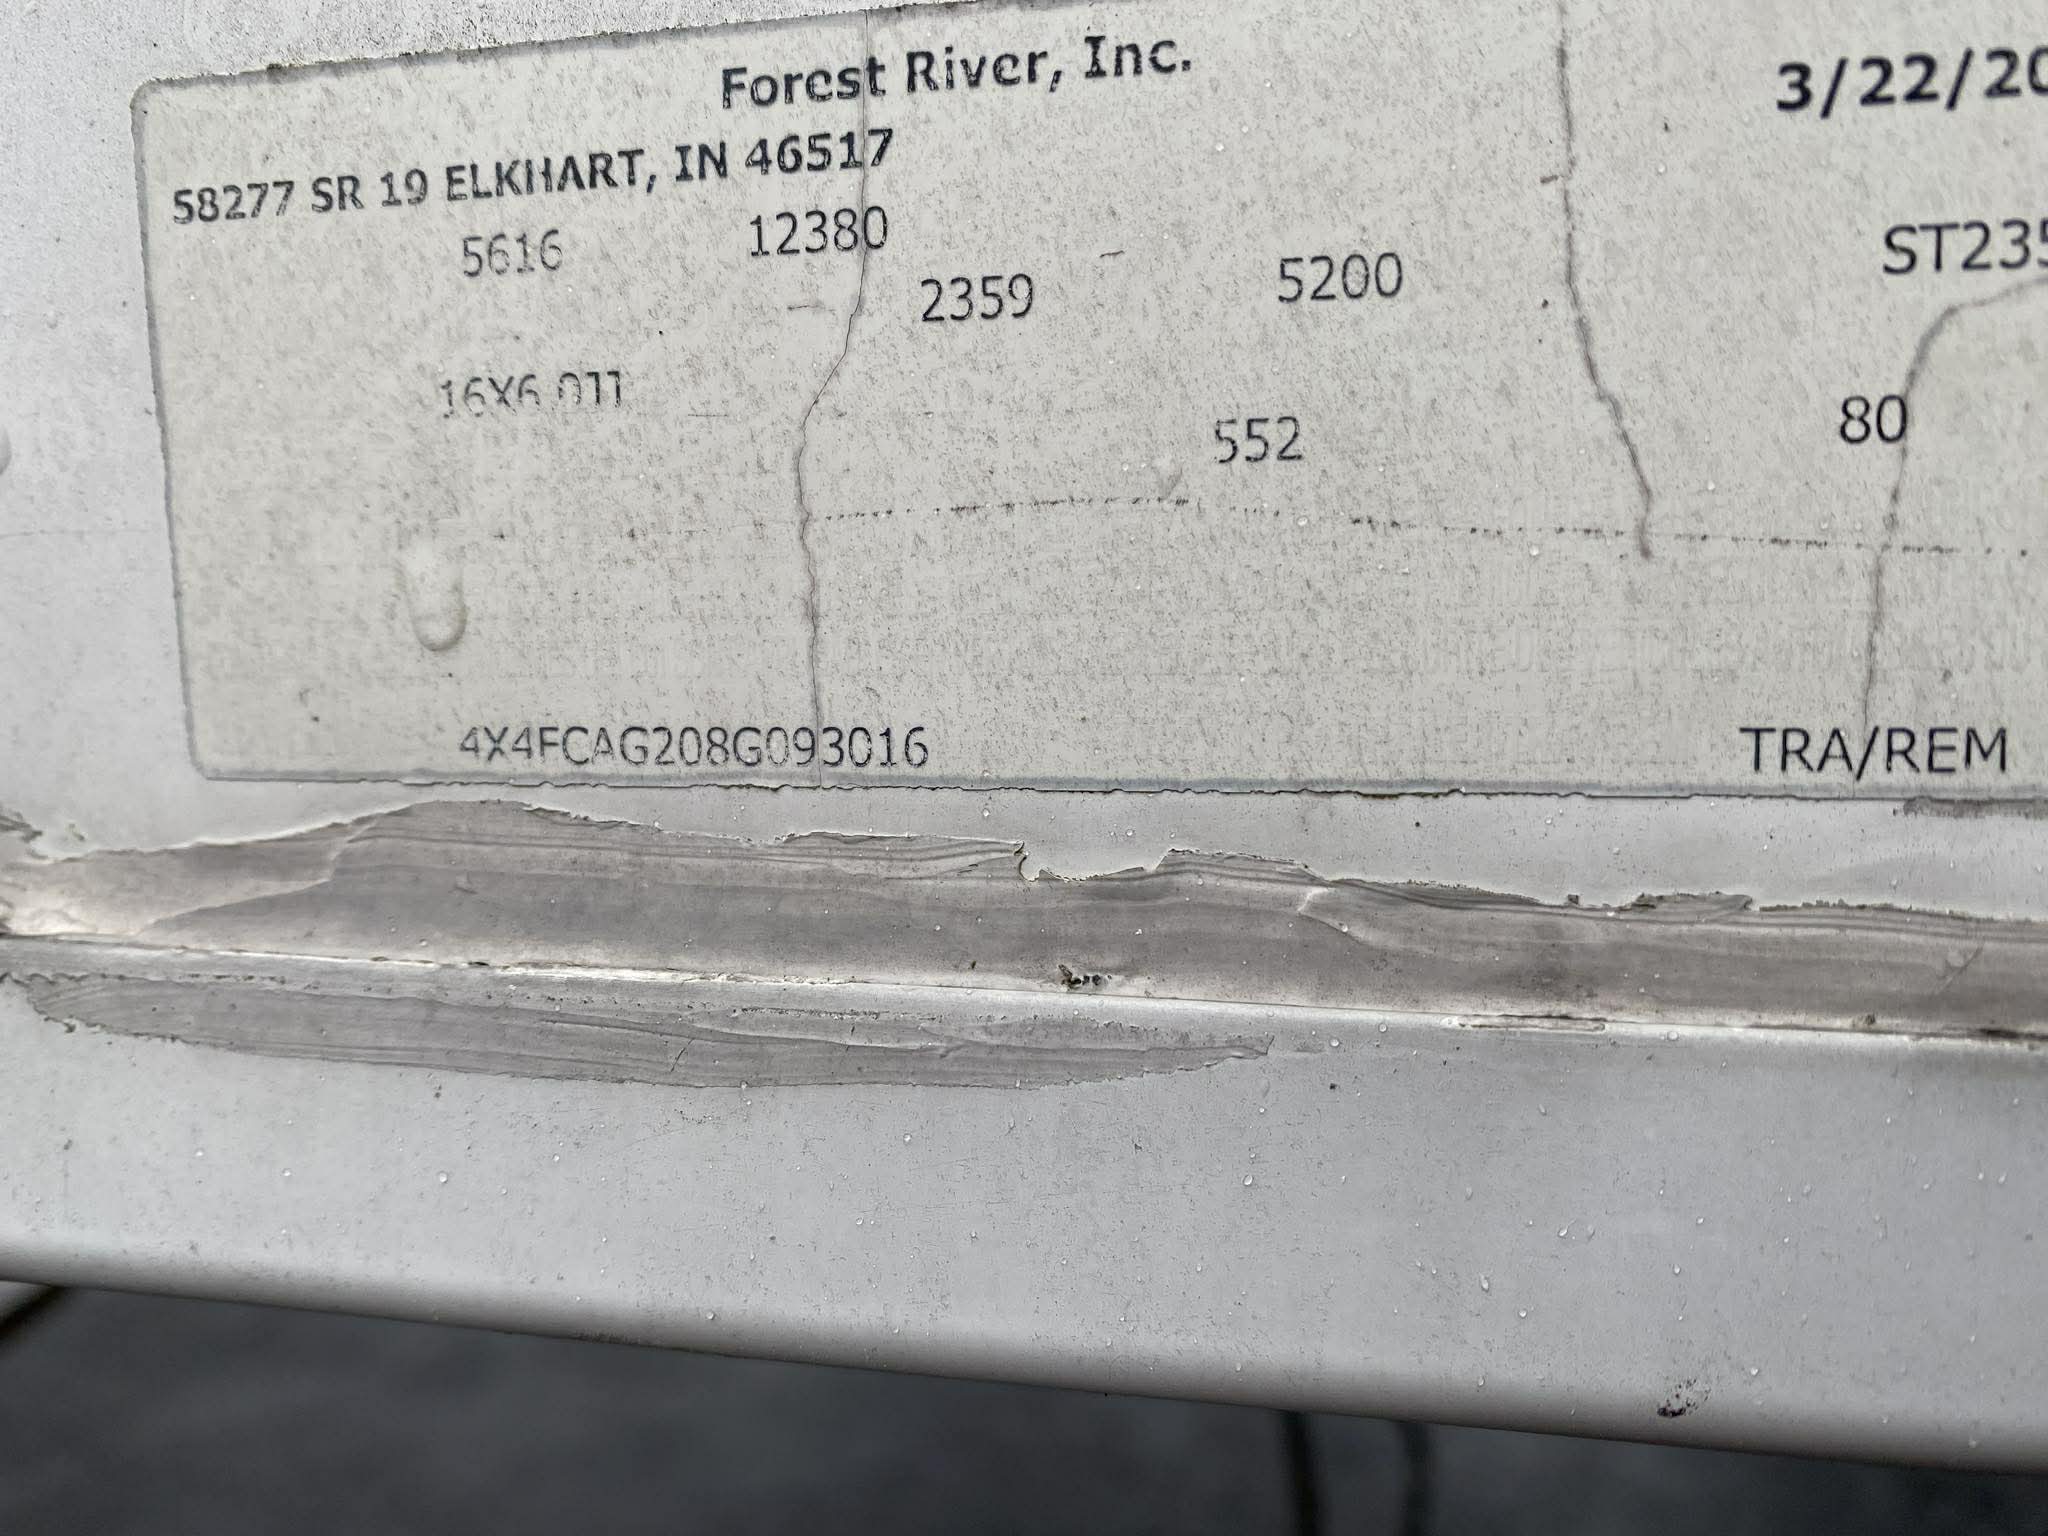 Forest River, Inc.
3/22/20
58277 SR 19 ELKHART, IN 46517
5616 12380
2359 5200 ST235
16X6.0JJ
552 80
4X4FCAG208G093016 TRA/REM